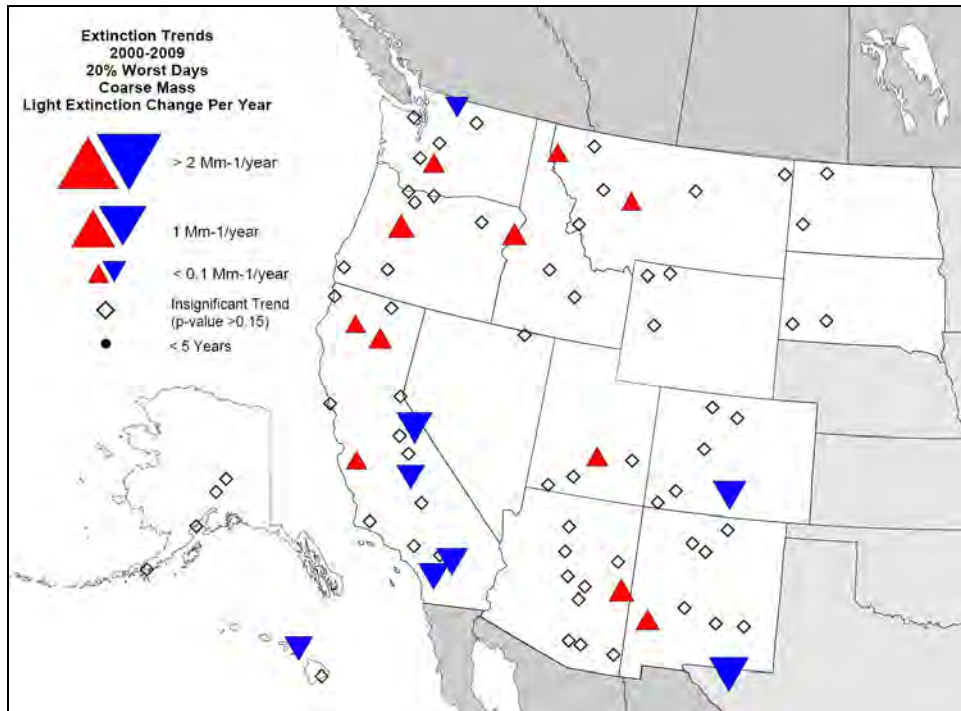 Extinction Trends
2000-2009
20% Worst Days
Coarse Mass
Light Extinction Change Per Year
> 2 Mm-1/year
1 Mm-1/year
< 0.1 Mm-1/year
Insignificant Trend
(p-value >0.15)
< 5 Years